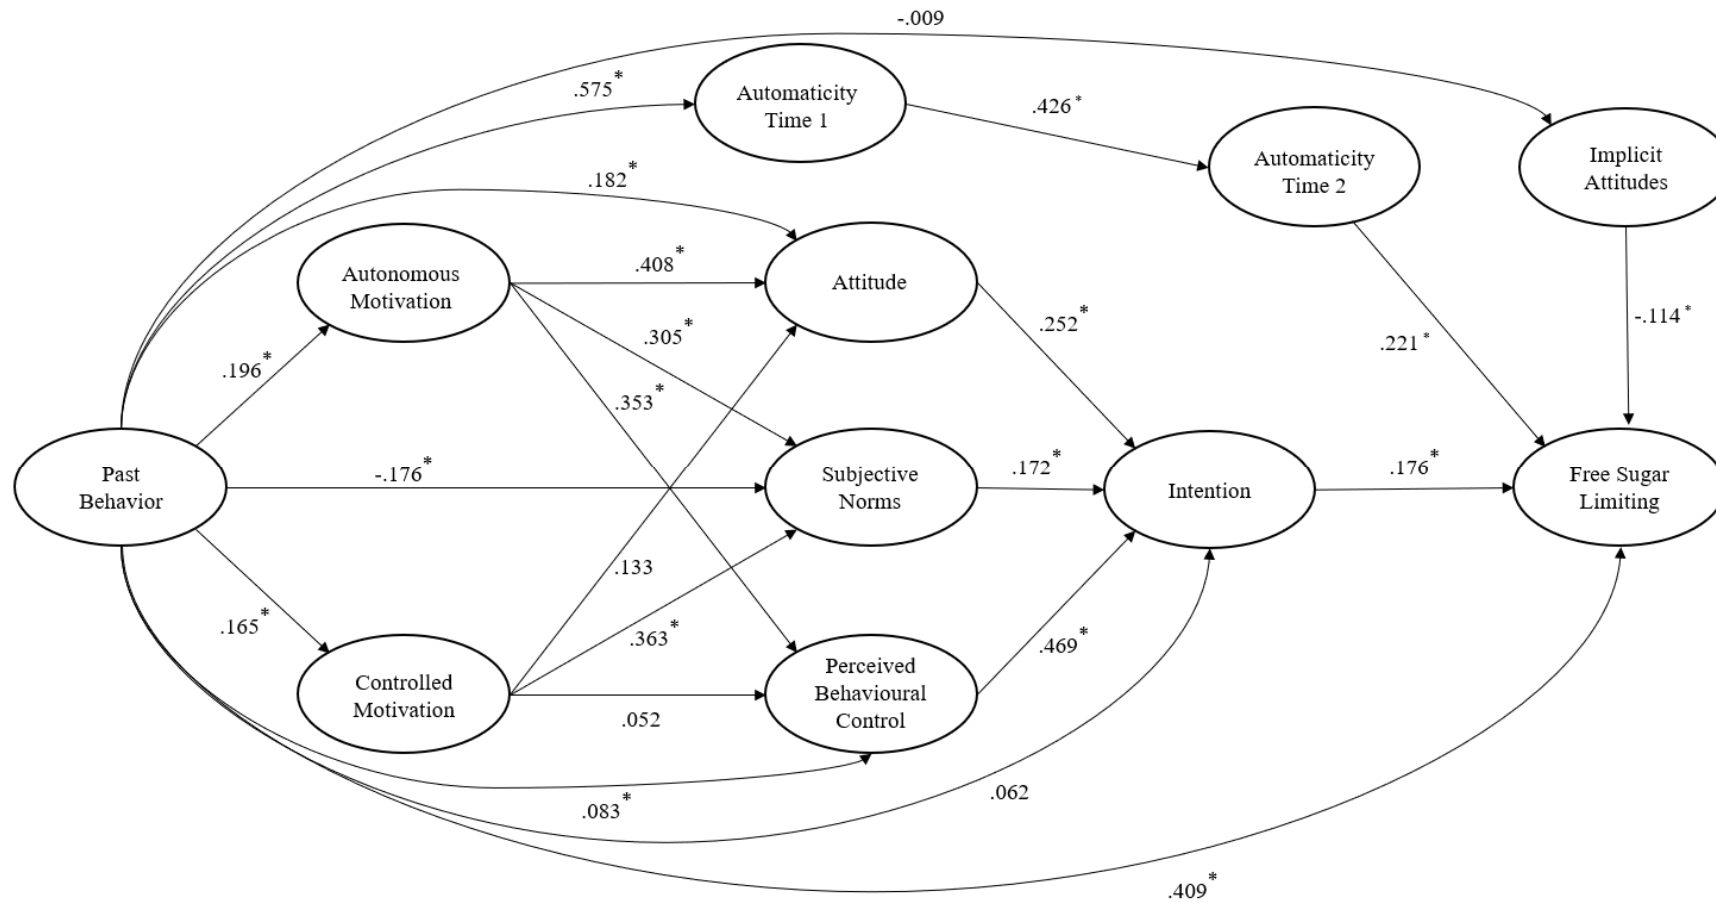 -.009
.575*
Automaticity
Time 1
.426*
Automaticity
Time 2
Implicit
Attitudes
.182*
Autonomous
Motivation
.408*
Attitude
.305*
.252*
.221*
-.114*
.196*
.353*
Past
Behavior
-.176*
Subjective
Norms
.172*
Intention
.176*
Free Sugar
Limiting
.133
.165*
.363*
.469*
Controlled
Motivation
.052
Perceived
Behavioural
Control
.083*
.062
.409*